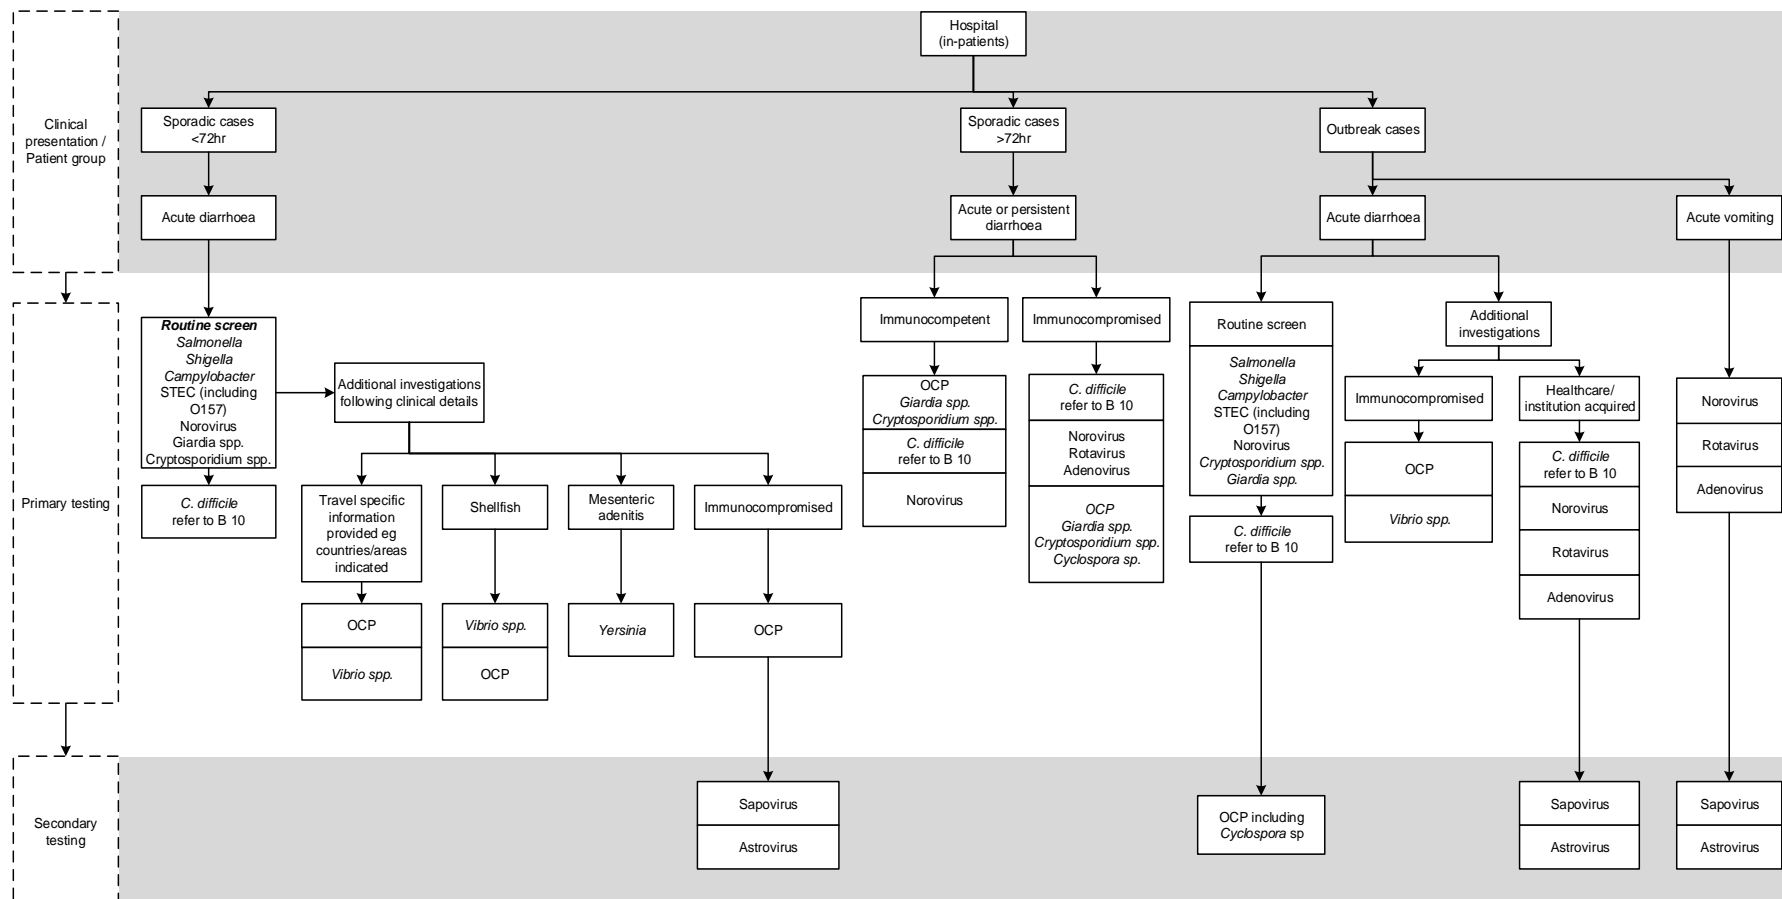 Hospital
(in-patients)
Clinical
presentation /
Patient group
Sporadic cases
<72hr
Sporadic cases
>72hr
Outbreak cases
Acute diarrhoea
Acute or persistent
diarrhoea
Acute diarrhoea
Acute vomiting
Primary testing
Routine screen
Salmonella
Shigella
Campylobacter
STEC (including
O157)
Norovirus
Giardia spp.
Cryptosporidium spp.
C. difficile
refer to B 10
Additional investigations
following clinical details
Travel specific
information
provided eg
countries/areas
indicated
OCP
Vibrio spp.
Shellfish
Vibrio spp.
OCP
Mesenteric
adenitis
Yersinia
Immunocompromised
OCP
Immunocompetent
OCP
Giardia spp.
Cryptosporidium spp.
C. difficile
refer to B 10
Norovirus
Immunocompromised
C. difficile
refer to B 10
Norovirus
Rotavirus
Adenovirus
OCP
Giardia spp.
Cryptosporidium spp.
Cyclospora sp.
Routine screen
Salmonella
Shigella
Campylobacter
STEC (including
O157)
Norovirus
Cryptosporidium spp.
Giardia spp.
C. difficile
refer to B 10
Additional
investigations
Immunocompromised
OCP
Vibrio spp.
Healthcare/
institution acquired
C. difficile
refer to B 10
Norovirus
Rotavirus
Adenovirus
Norovirus
Rotavirus
Adenovirus
Secondary
testing
Sapovirus
Astrovirus
OCP including
Cyclospora sp
Sapovirus
Astrovirus
Sapovirus
Astrovirus